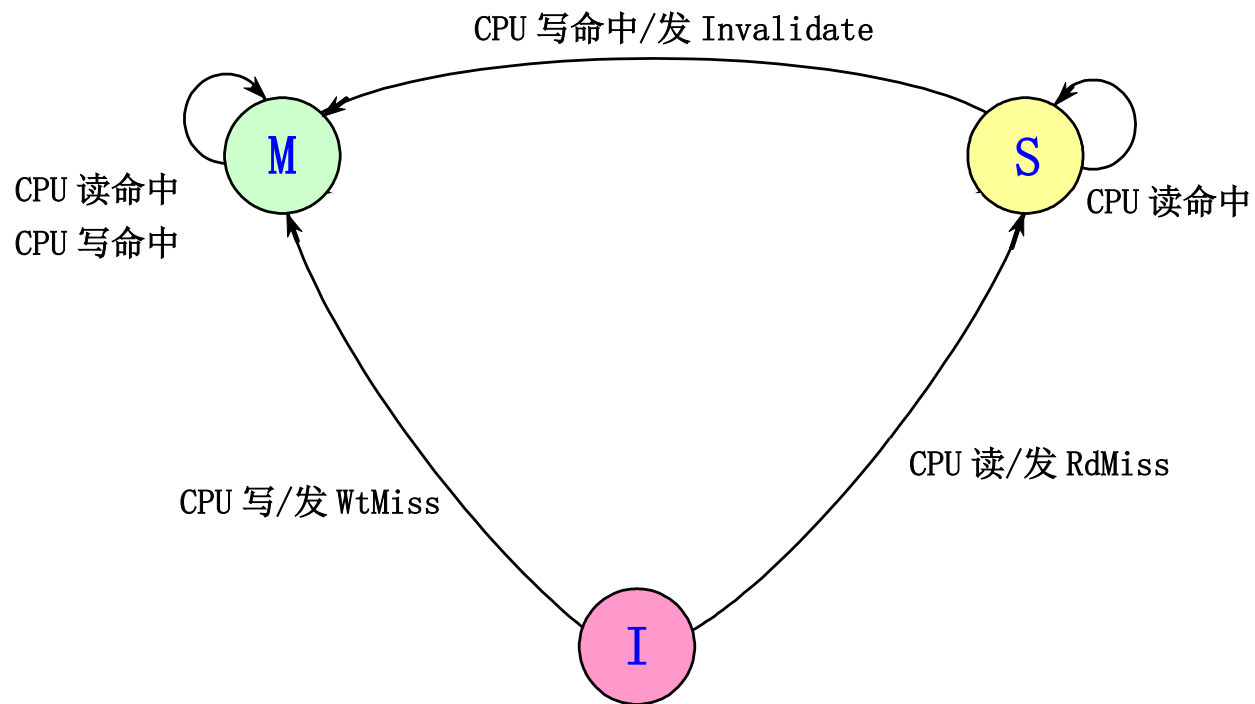 CPU 写命中/发 Invalidate
M
S
CPU 读命中
CPU 写命中
CPU 读命中
CPU 读/发 RdMiss
CPU 写/发 WtMiss
I